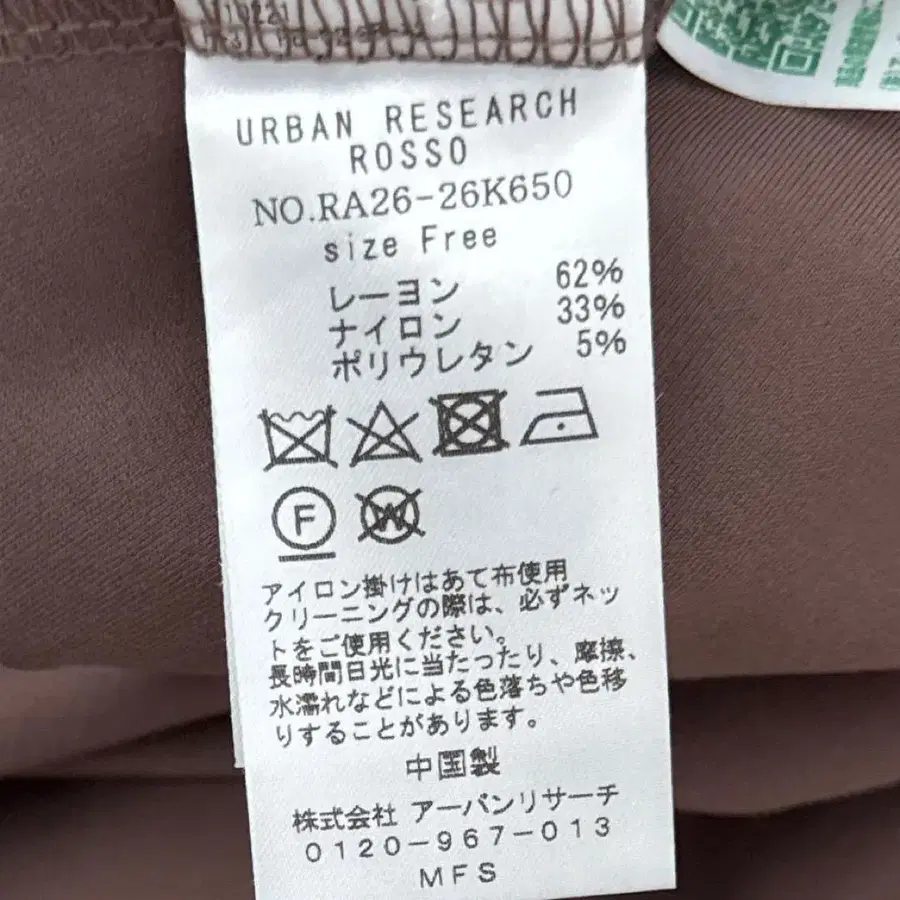 URBAN RESEARCH
ROSSO
NO.RA26-26K650
size Free
レーヨン 62%
ナイロン 33%
ポリウレタン 5%
F
W
アイロン掛けはあて布使用
クリーニングの際は、必ずネッ
トをご使用ください。
長時間日光に当たったり、摩擦、
水濡れなどによる色落ちや色移
りすることがあります。
中国製
株式会社 アーバンリサーチ
0120-967-013
MFS